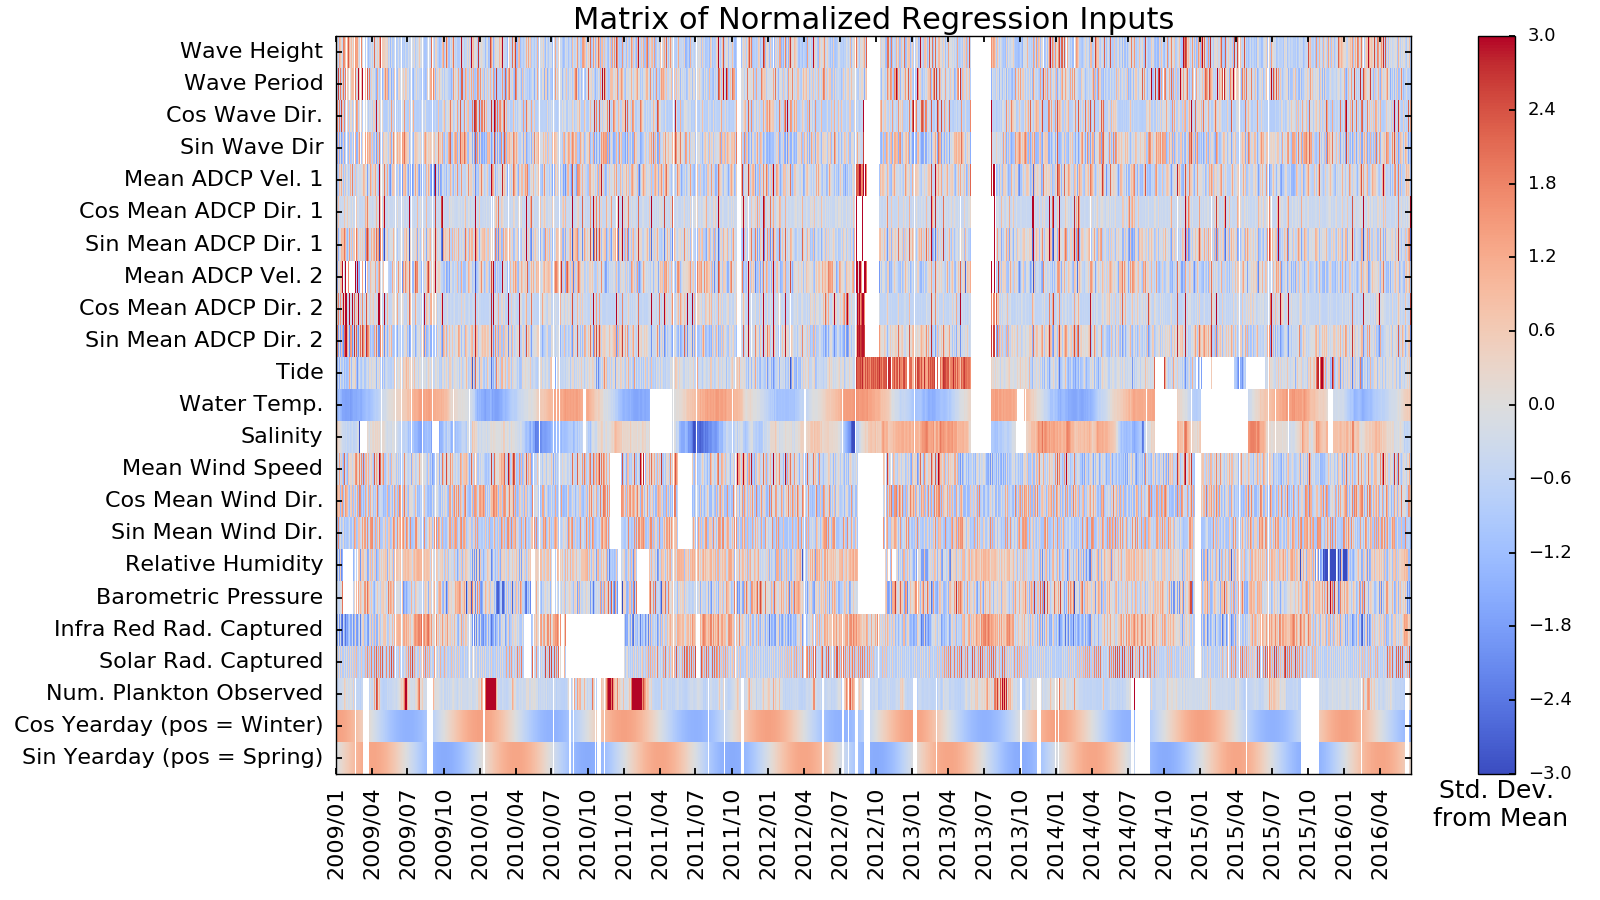 Matrix of Normalized Regression Inputs
Wave Height
Wave Period
Cos Wave Dir.
Sin Wave Dir
Mean ADCP Vel. 1
Cos Mean ADCP Dir. 1
Sin Mean ADCP Dir. 1
Mean ADCP Vel. 2
Cos Mean ADCP Dir. 2
Sin Mean ADCP Dir. 2
Tide
Water Temp.
Salinity
Mean Wind Speed
Cos Mean Wind Dir.
Sin Mean Wind Dir.
Relative Humidity
Barometric Pressure
Infra Red Rad. Captured
Solar Rad. Captured
Num. Plankton Observed
Cos Yearday (pos = Winter)
Sin Yearday (pos = Spring)
2009/01
2009/04
2009/07
2009/10
2010/01
2010/04
2010/07
2010/10
2011/01
2011/04
2011/07
2011/10
2012/01
2012/04
2012/07
2012/10
2013/01
2013/04
2013/07
2013/10
2014/01
2014/04
2014/07
2014/10
2015/01
2015/04
2015/07
2015/10
2016/01
2016/04
3.0
2.4
1.8
1.2
0.6
0.0
−0.6
−1.2
−1.8
−2.4
−3.0
Std. Dev.
from Mean